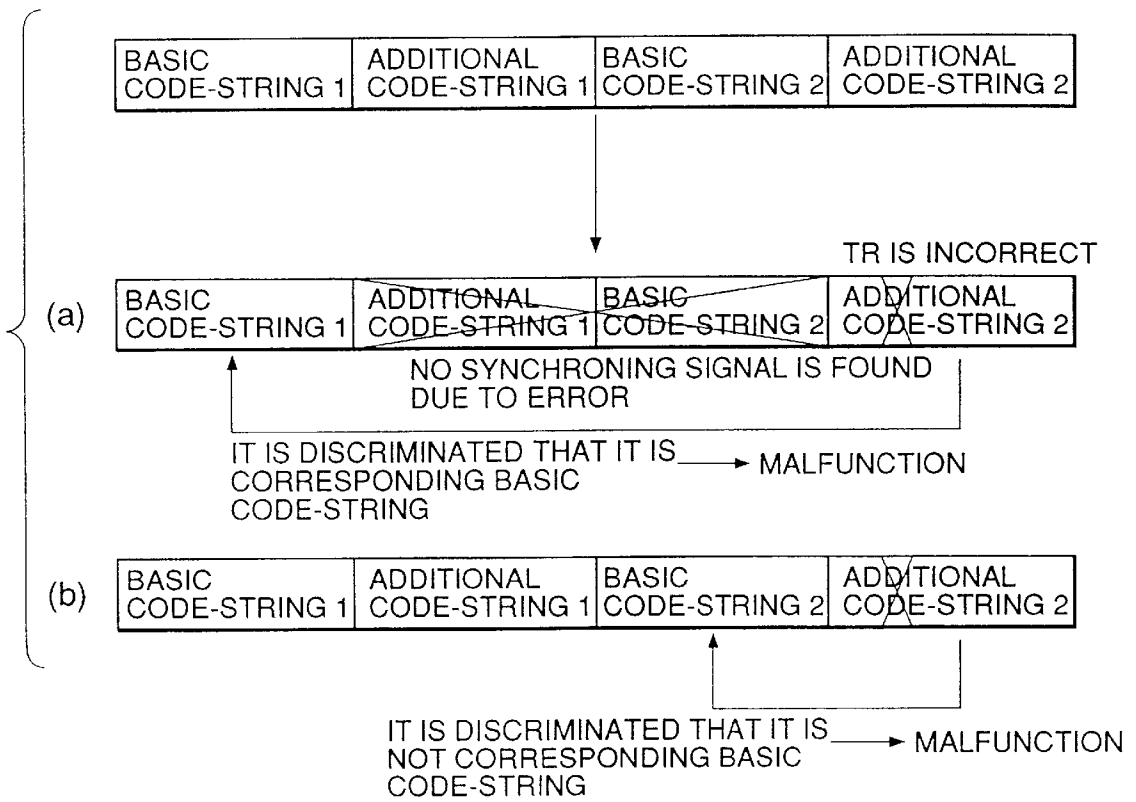 BASIC
CODE-STRING 1
ADDITIONAL
CODE-STRING 1
BASIC
CODE-STRING 2
ADDITIONAL
CODE-STRING 2
TR IS INCORRECT
(a)
BASIC
CODE-STRING 1
ADDITIONAL
CODE-STRING 1
BASIC
CODE-STRING 2
ADDITIONAL
CODE-STRING 2
NO SYNCHRONING SIGNAL IS FOUND
DUE TO ERROR
IT IS DISCRIMINATED THAT IT IS
CORRESPONDING BASIC
CODE-STRING
MALFUNCTION
(b)
BASIC
CODE-STRING 1
ADDITIONAL
CODE-STRING 1
BASIC
CODE-STRING 2
ADDITIONAL
CODE-STRING 2
IT IS DISCRIMINATED THAT IT IS
NOT CORRESPONDING BASIC
CODE-STRING
MALFUNCTION